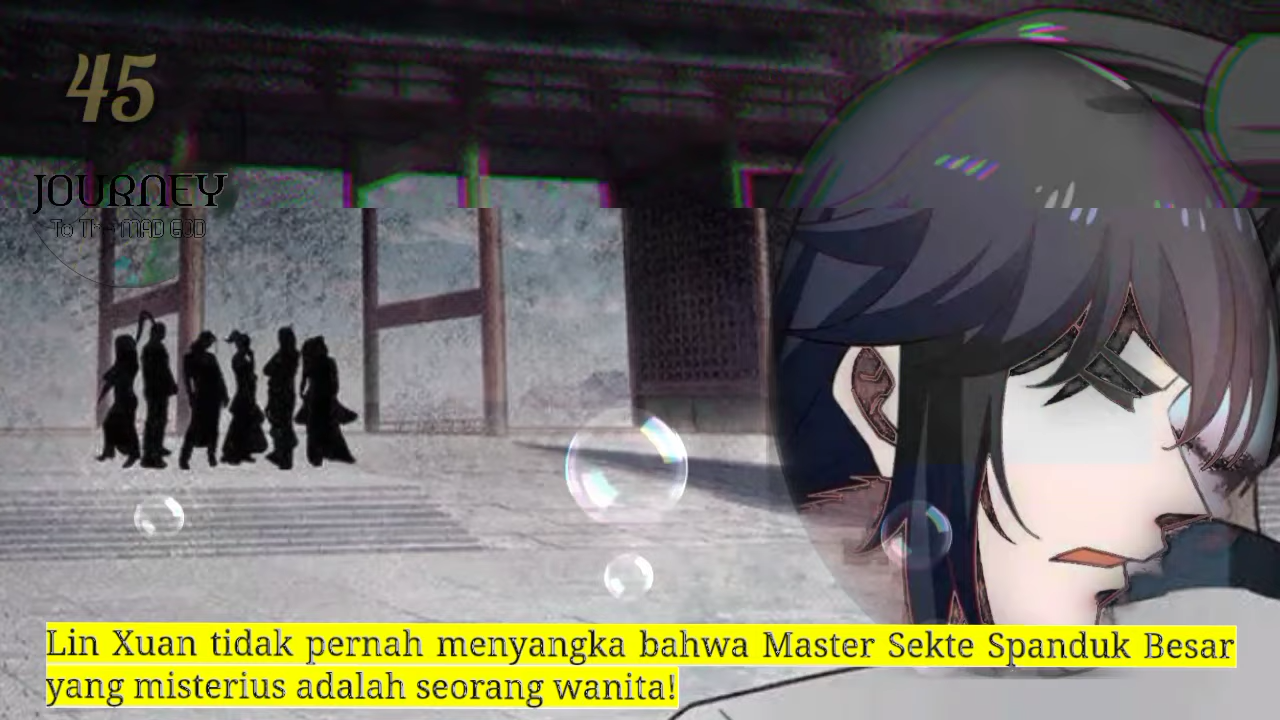 45
JOURNEY
To The MAD GOD
Lin Xuan tidak pernah menyangka bahwa Master Sekte Spanduk Besar
yang misterius adalah seorang wanita!